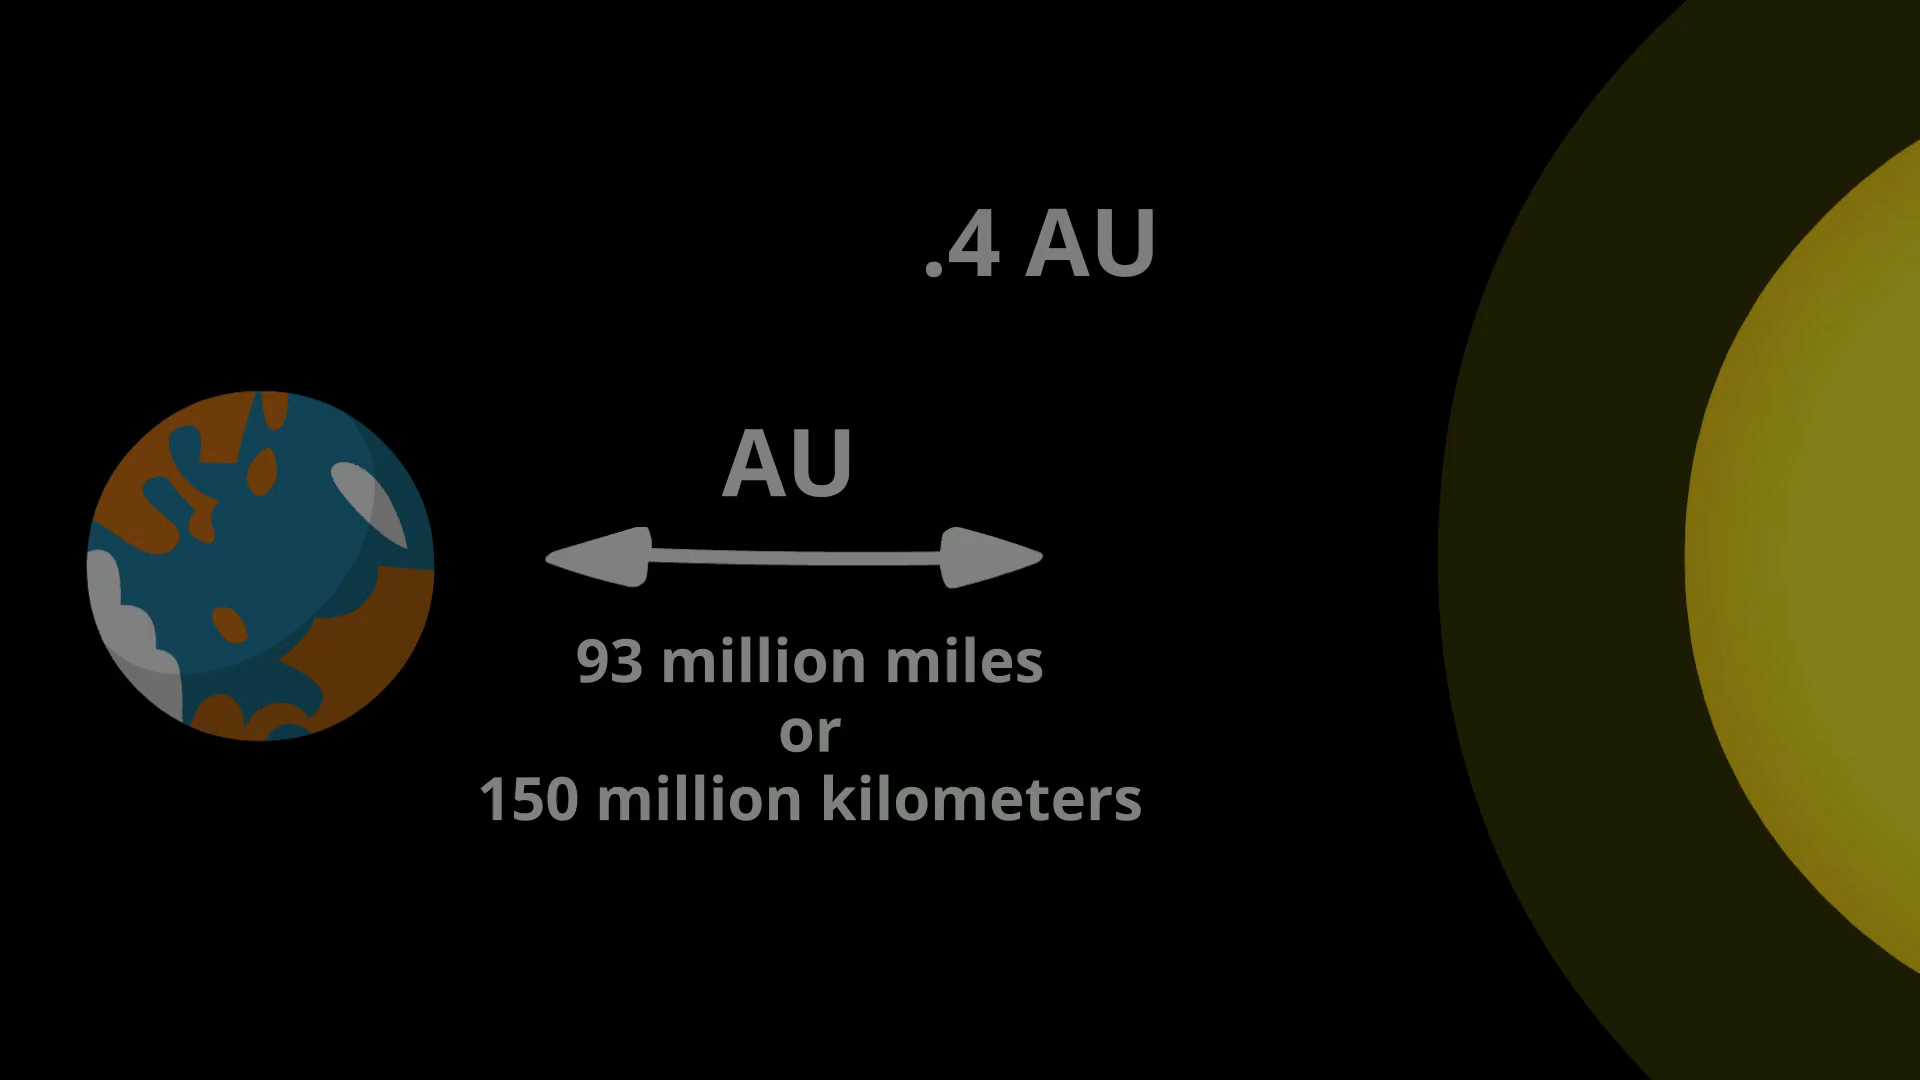 .4 AU
AU
93 million miles
or
150 million kilometers